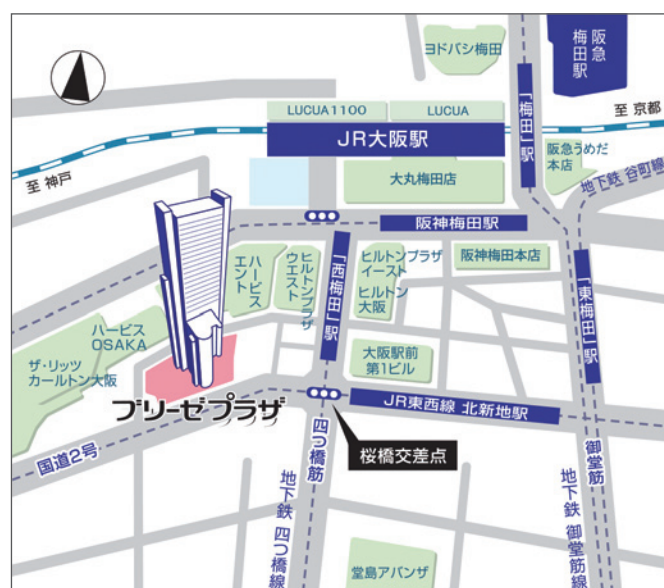 ヨドバシ梅田
阪急
梅田駅
「梅田」駅
LUCUA1100
LUCUA
至 京都
JR大阪駅
阪急うめだ
本店
至 神戸
大丸梅田店
地下鉄 谷町線
阪神梅田駅
ハービス
エント
ヒルトンプラザ
ウエスト
「西梅田」駅
ヒルトンプラザ
イースト
ヒルトン
大阪
阪神梅田本店
「東梅田」駅
ハービス
OSAKA
ザ・リッツ
カールトン大阪
大阪駅前
第1ビル
ブリーゼプラザ
JR東西線 北新地駅
国道2号
四つ橋筋
桜橋交差点
御堂筋
地下鉄 四つ橋線
地下鉄 御堂筋線
堂島アバンザ